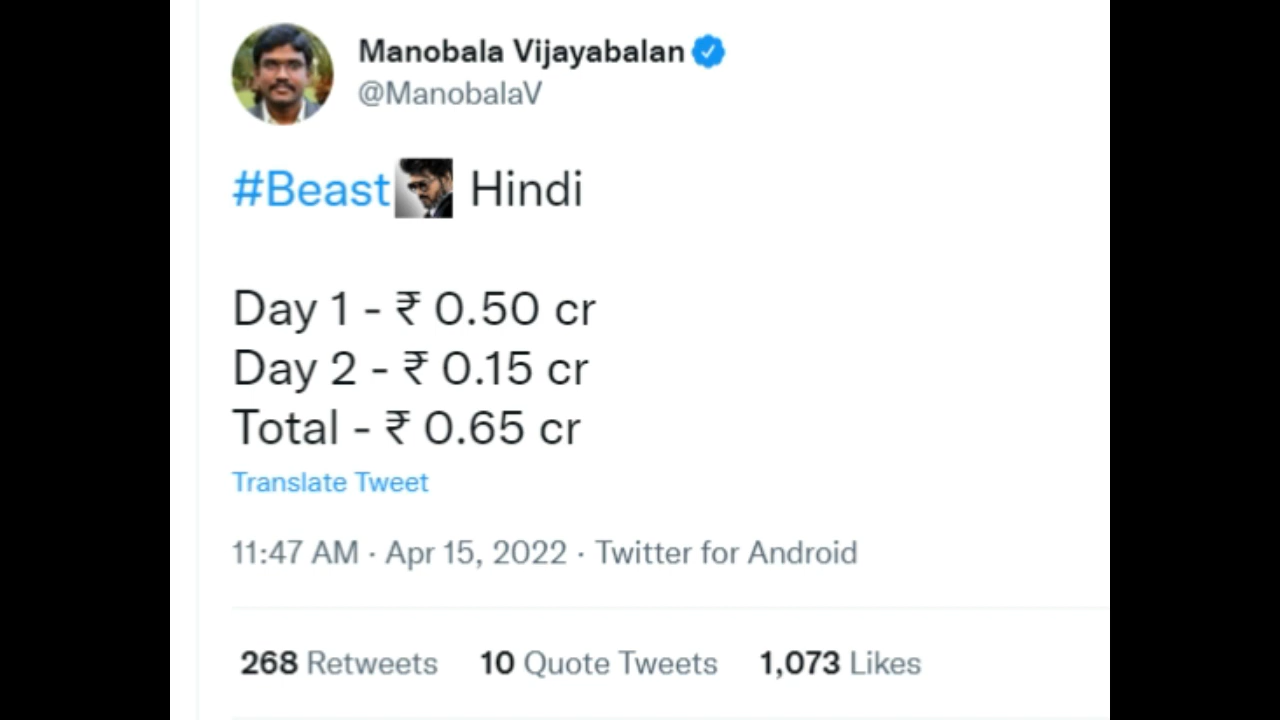 Manobala Vijayabalan
@ManobalaV
#Beast Hindi
Day 1 - ₹ 0.50 cr
Day 2 - ₹ 0.15 cr
Total - ₹ 0.65 cr
Translate Tweet
11:47 AM · Apr 15, 2022 · Twitter for Android
268 Retweets 10 Quote Tweets 1,073 Likes